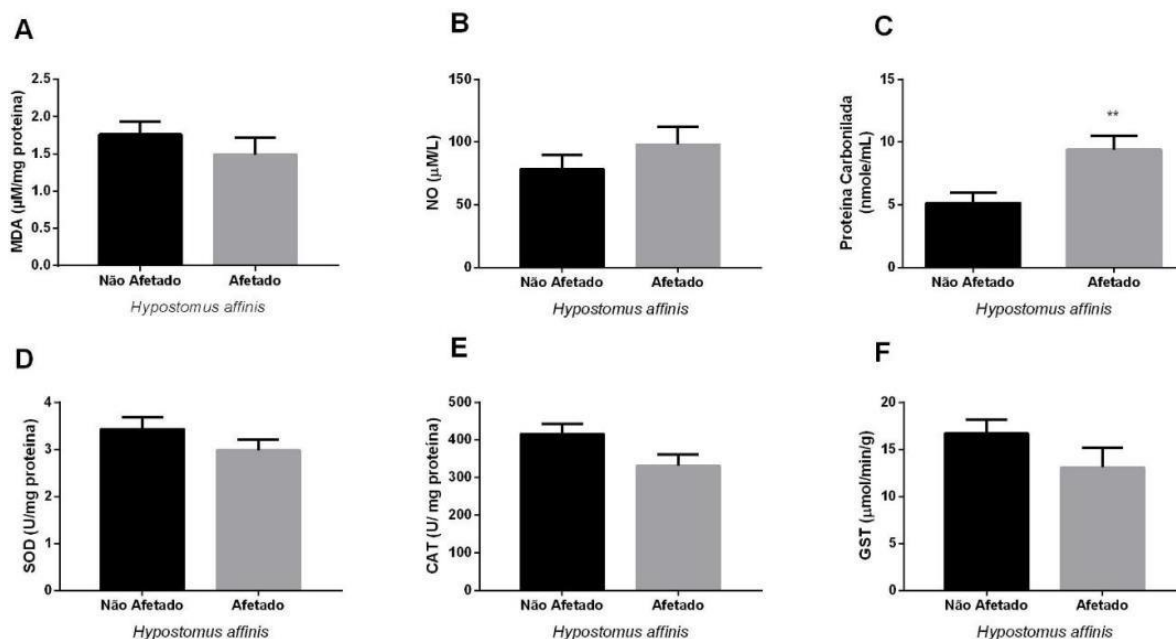 A
MDA (µM/mg proteina)
2.5
2.0
1.5
1.0
0.5
0.0
Não Afetado Afetado
Hypostomus affinis
B
NO (µM/L)
150
100
50
0
Não Afetado Afetado
Hypostomus affinis
C
Proteina Carbonilada
(nmole/mL)
15
10
5
0
**
Não Afetado Afetado
Hypostomus affinis
D
SOD (U/mg proteina)
4
3
2
1
0
Não Afetado Afetado
Hypostomus affinis
E
CAT (U/ mg proteina)
500
400
300
200
100
0
Não Afetado Afetado
Hypostomus affinis
F
GST (µmol/min/g)
20
15
10
5
0
Não Afetado Afetado
Hypostomus affinis